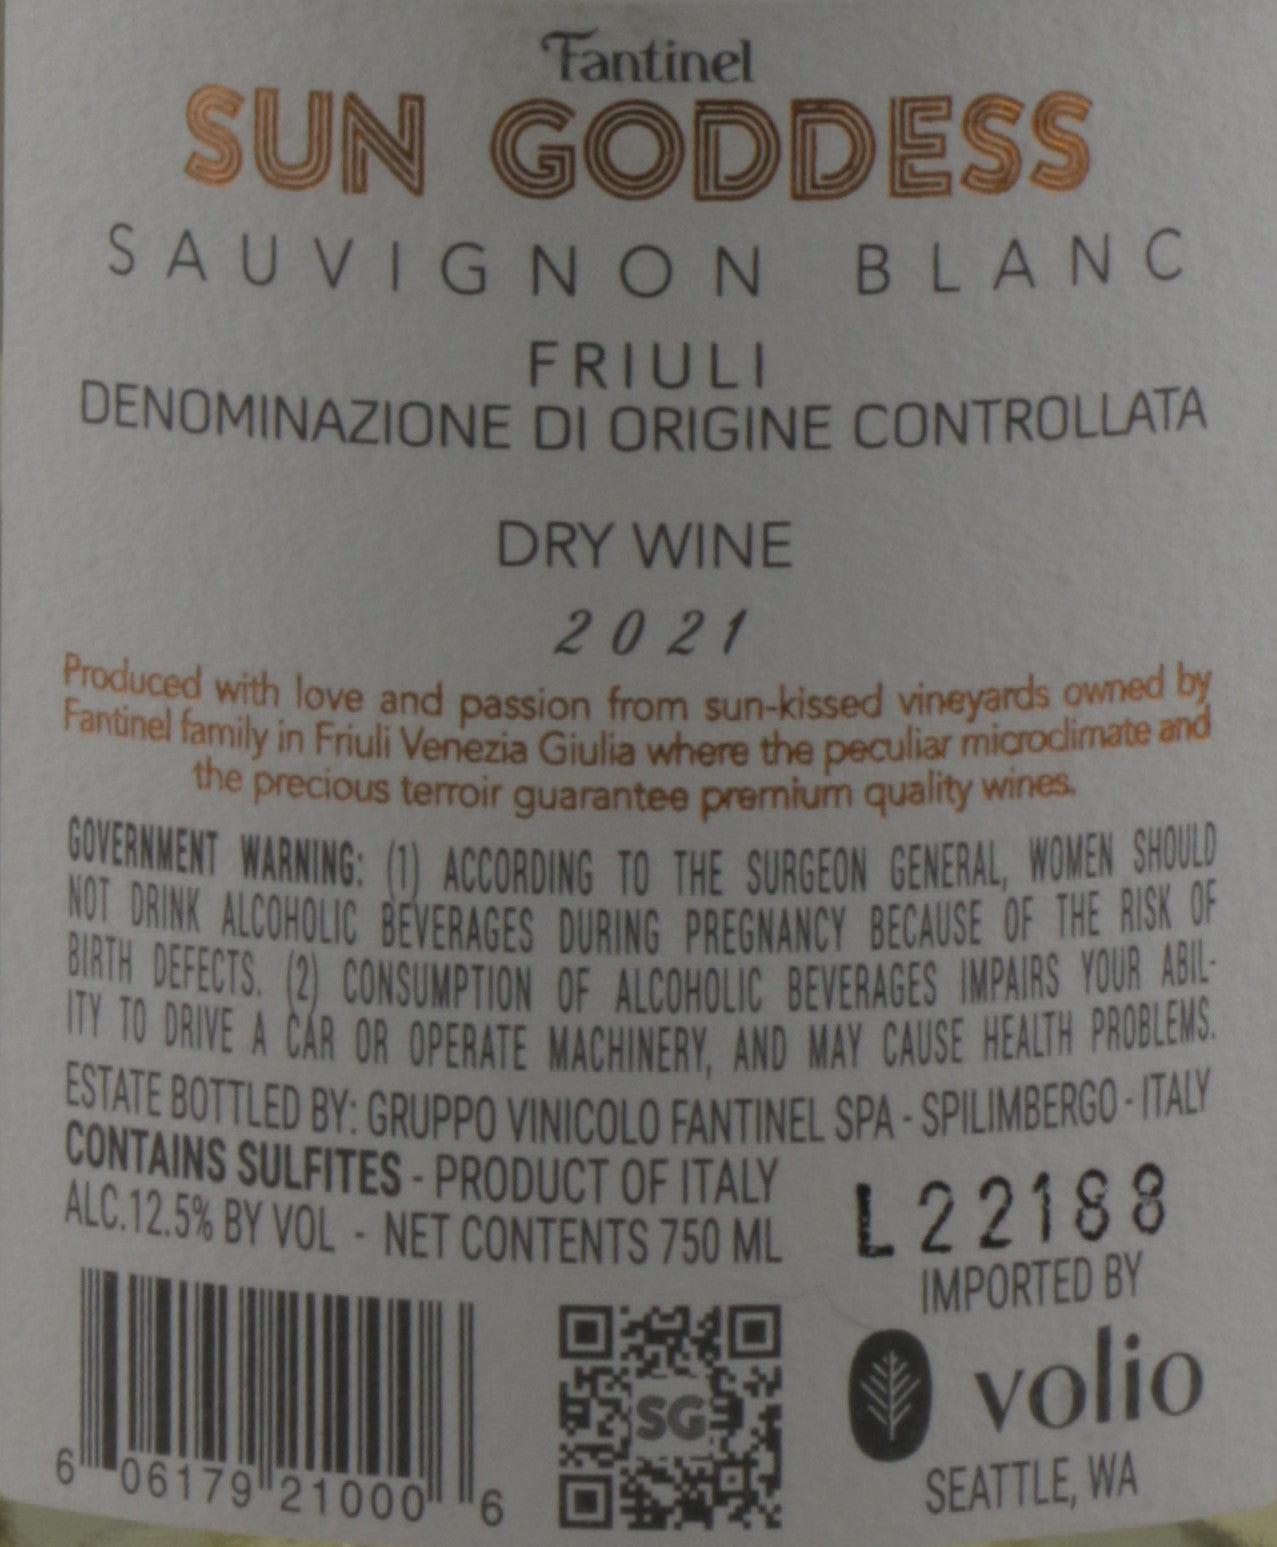 Fantinel
SUN GODDESS
SAUVIGNON BLANC
FRIULI
DENOMINAZIONE DI ORIGINE CONTROLLATA
DRY WINE
2021
Produced with love and passion from sun-kissed vineyards owned by
Fantinel family in Friuli Venezia Giulia where the peculiar microclimate and
the precious terroir guarantee premium quality wines.
GOVERNMENT WARNING: (1) ACCORDING TO THE SURGEON GENERAL, WOMEN SHOULD
NOT DRINK ALCOHOLIC BEVERAGES DURING PREGNANCY BECAUSE OF THE RISK OF
BIRTH DEFECTS. (2) CONSUMPTION OF ALCOHOLIC BEVERAGES IMPAIRS YOUR ABIL-
ITY TO DRIVE A CAR OR OPERATE MACHINERY, AND MAY CAUSE HEALTH PROBLEMS.
ESTATE BOTTLED BY: GRUPPO VINICOLO FANTINEL SPA - SPILIMBERGO - ITALY
CONTAINS SULFITES - PRODUCT OF ITALY
ALC.12.5% BY VOL - NET CONTENTS 750 ML
L22188
IMPORTED BY
volio
SEATTLE, WA
SG
6 06179 21000 6